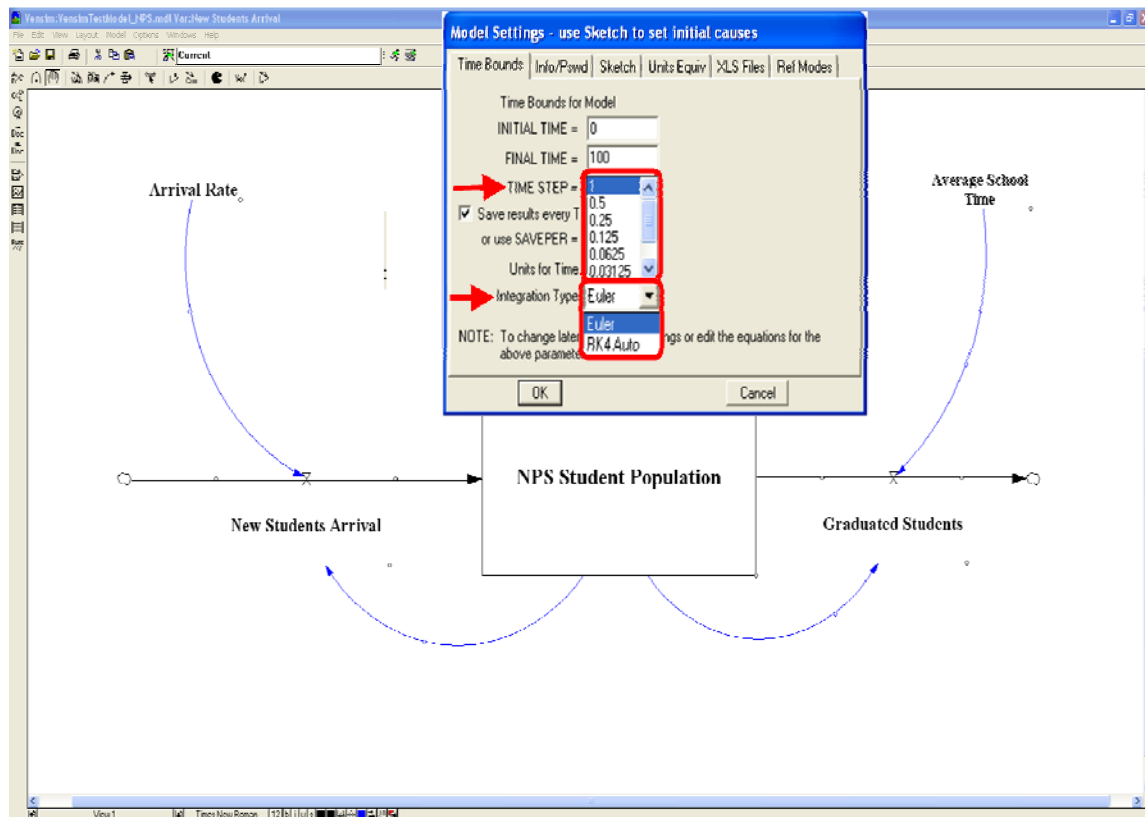 Vensim:VensimTestModel_NPS.mdl Var:New Students Arrival
File Edit View Layout Model Options Windows Help
Current
Model Settings - use Sketch to set initial causes
Time Bounds Info/Pswd Sketch Units Equiv XLS Files Ref Modes
Time Bounds for Model
INITIAL TIME = 0
FINAL TIME = 100
TIME STEP = 1
0.5
Save results every T
0.25
or use SAVEPER = 0.125
0.0625
Units for Time. 0.03125
Integration Type Euler
Euler
NOTE: To change later ngs or edit the equations for the
RK4 Auto
above paramete
OK Cancel
Arrival Rate
Average School
Time
NPS Student Population
New Students Arrival
Graduated Students
View 1 Times New Roman 12 b i u s